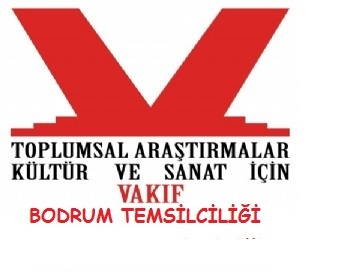 TOPLUMSAL ARAŞTIRMALAR
KÜLTÜR VE SANAT İÇİN
VAKIF
BODRUM TEMSİLCİLİĞİ